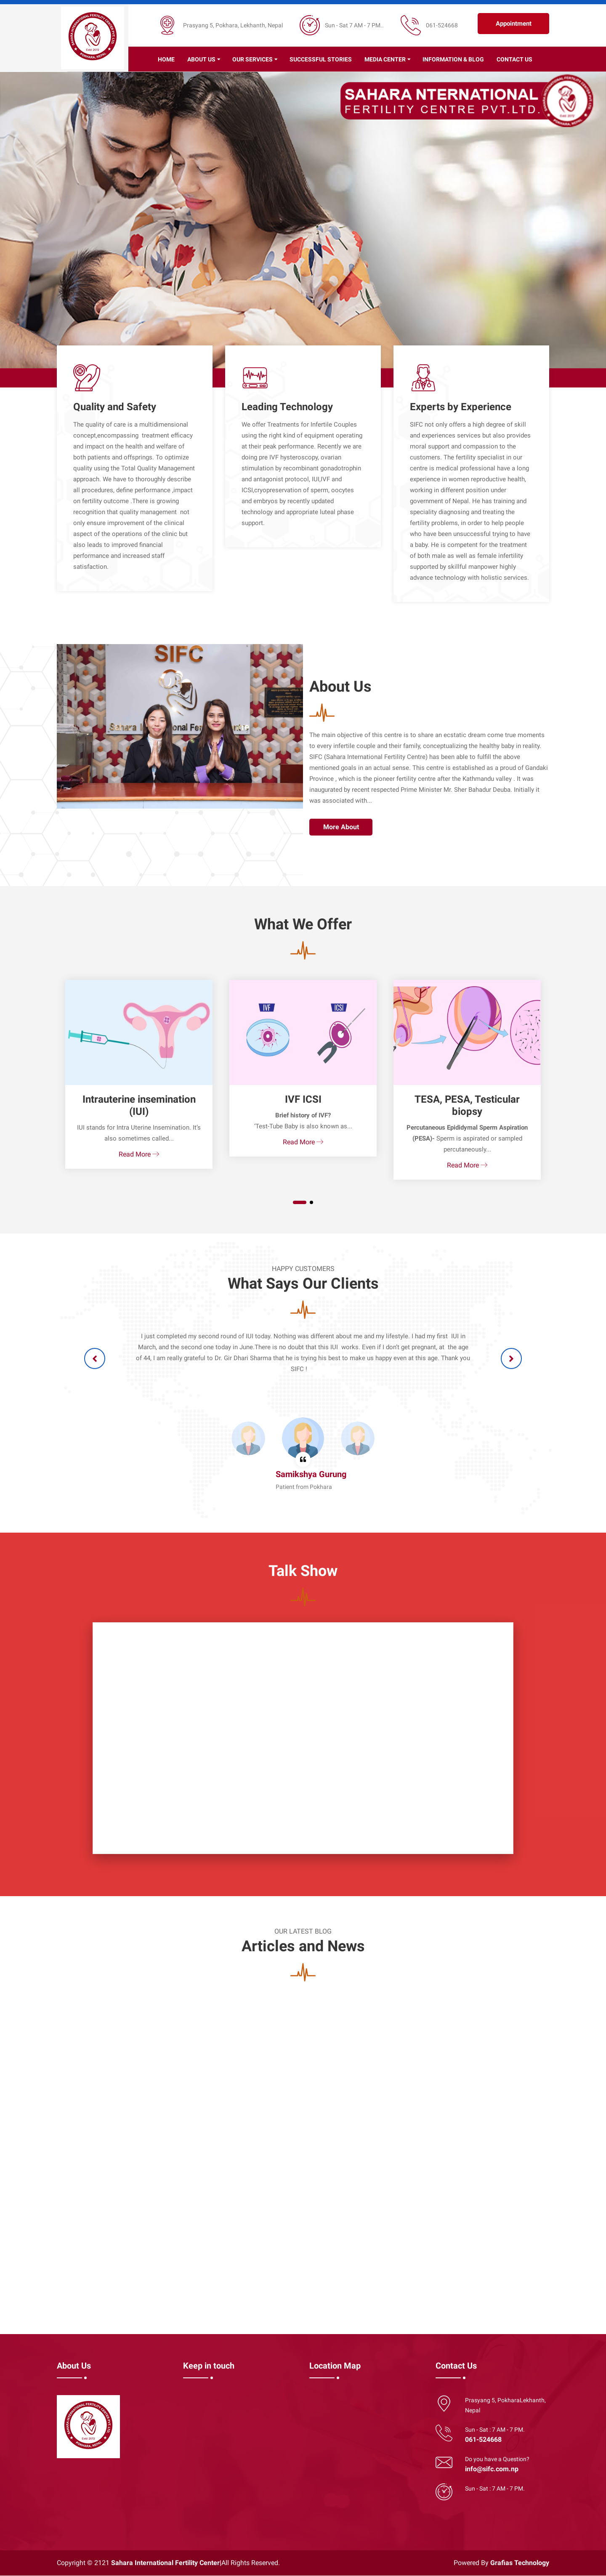 Prasyang 5, Pokhara, Lekhanth, Nepal
Sun - Sat 7 AM - 7 PM..
061-524668
Appointment
HOME
ABOUT US
OUR SERVICES
SUCCESSFUL STORIES
MEDIA CENTER
INFORMATION & BLOG
CONTACT US
SAHARA NTERNATIONAL
FERTILITY CENTRE PVT.LTD.
Quality and Safety
The quality of care is a multidimensional
concept,encompassing treatment efficacy
and impact on the health and welfare of
both patients and offsprings. To optimize
quality using the Total Quality Management
approach. We have to thoroughly describe
all procedures, define performance ,impact
on fertility outcome .There is growing
recognition that quality management not
only ensure improvement of the clinical
aspect of the operations of the clinic but
also leads to improved financial
performance and increased staff
satisfaction.
Leading Technology
We offer Treatments for Infertile Couples
using the right kind of equipment operating
at their peak performance. Recently we are
doing pre IVF hysteroscopy, ovarian
stimulation by recombinant gonadotrophin
and antagonist protocol, IUI,IVF and
ICSI,cryopreservation of sperm, oocytes
and embryos by recently updated
technology and appropriate luteal phase
support.
Experts by Experience
SIFC not only offers a high degree of skill
and experiences service but also provides
moral support and compassion to the
customers. The fertility specialist in our
centre is medical professional have a long
experience in women reproductive health,
working in different position under
government of Nepal. He has training and
speciality diagnosing and treating the
fertility problems, in order to help people
who have been unsuccessful trying to have
a baby. He is competent for the treatment
of both male as well as female infertility
supported by skillful manpower highly
advance technology with holistic services.
SIFC
About Us
The main objective of this centre is to share an ecstatic dream come true moments
to every infertile couple and their family, conceptualizing the healthy baby in reality.
SIFC (Sahara International Fertility Centre) has been able to fulfill the above
mentioned goals in an actual sense. This centre is established as a proud of Gandaki
Province , which is the pioneer fertility centre after the Kathmandu valley . It was
inaugurated by recent respected Prime Minister Mr. Sher Bahadur Deuba. Initially it
was associated with...
More About
What We Offer
IVF
ICSI
Intrauterine insemination
(IUI)
IUI stands for Intra Uterine Insemination. It's
also sometimes called...
Read More
IVF ICSI
Brief history of IVF?
'Test-Tube Baby is also known as...
Read More
TESA, PESA, Testicular
biopsy
Percutaneous Epididymal Sperm Aspiration
(PESA)- Sperm is aspirated or sampled
percutaneously...
Read More
HAPPY CUSTOMERS
What Says Our Clients
I just completed my second round of IUI today. Nothing was different about me and my lifestyle. I had my first IUI in
March, and the second one today in June.There is no doubt that this IUI works. Even if I don't get pregnant, at the age
of 44, I am really grateful to Dr. Gir Dhari Sharma that he is trying his best to make us happy even at this age. Thank you
SIFC !
Samikshya Gurung
Patient from Pokhara
Talk Show
OUR LATEST BLOG
Articles and News
About Us
Keep in touch
Location Map
Contact Us
Prasyang 5, PokharaLekhanth,
Nepal
Sun - Sat : 7 AM - 7 PM.
061-524668
Do you have a Question?
info@sifc.com.np
Sun - Sat : 7 AM - 7 PM.
Copyright © 2121 Sahara International Fertility Center|All Rights Reserved.
Powered By Grafias Technology